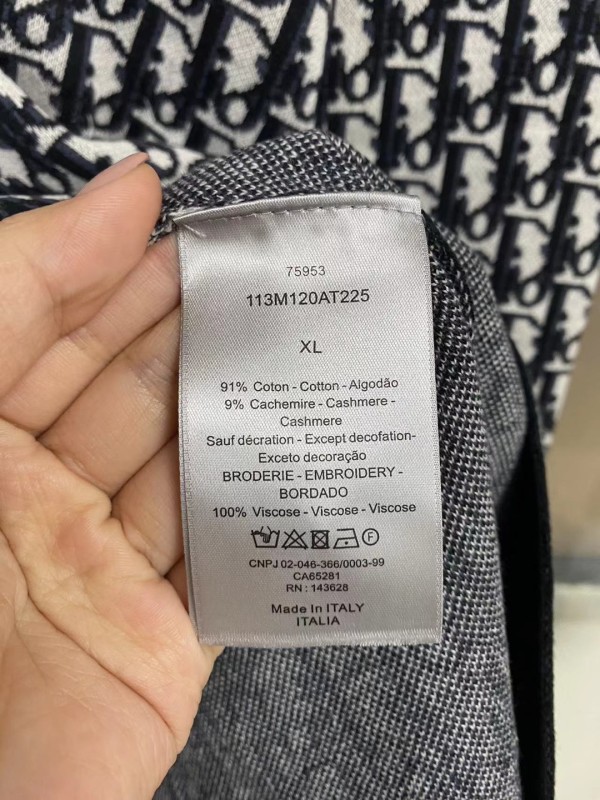 75953
113M120AT225
XL
91% Coton - Cotton - Algodão
9% Cachemire - Cashmere -
Cashmere
Sauf décration - Except decofation-
Exceto decoração
BRODERIE - EMBROIDERY -
BORDADO
100% Viscose - Viscose - Viscose
CNPJ 02-046-366/0003-99
CA65281
RN : 143628
Made In ITALY
ITALIA